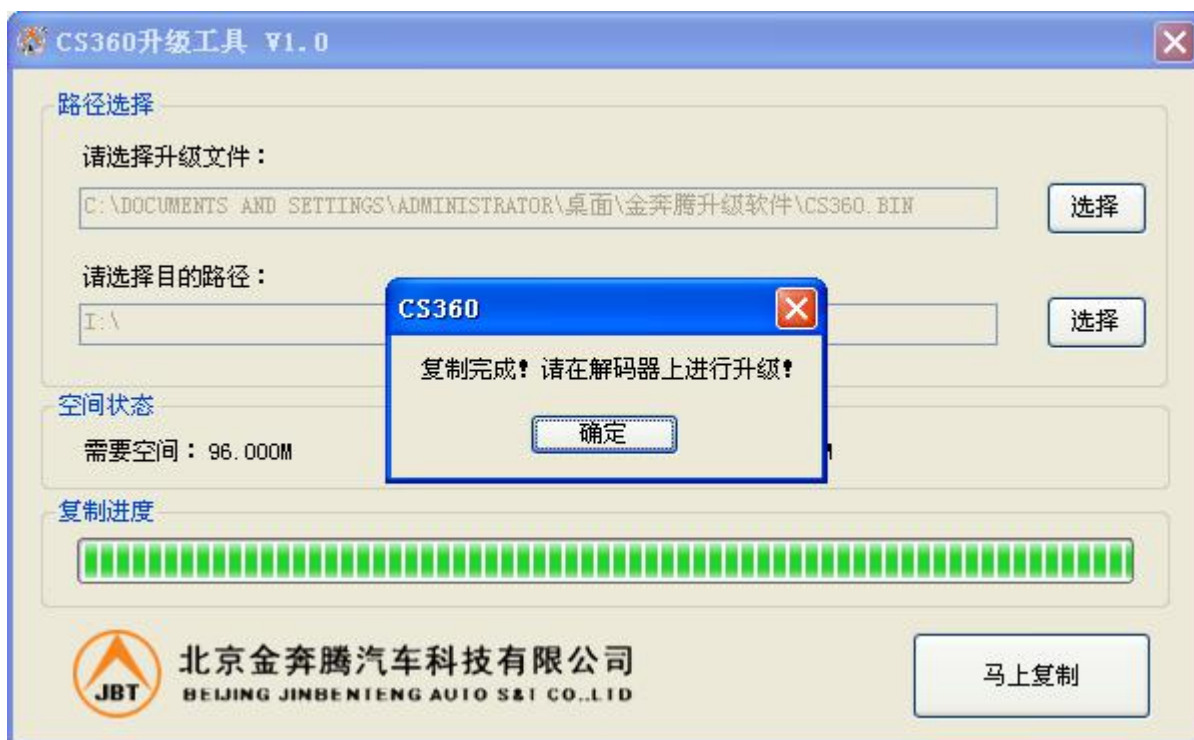 CS360升级工具 V1.0
路径选择
请选择升级文件：
C:\DOCUMENTS AND SETTINGS\ADMINISTRATOR\桌面\金奔腾升级软件\CS360.BIN
选择
请选择目的路径：
I:\
选择
CS360
复制完成！请在解码器上进行升级！
确定
空间状态
需要空间：96.000M
复制进度
JBT
北京金奔腾汽车科技有限公司
BEIJING JINBENTENG AUTO S&T CO.,LTD
马上复制